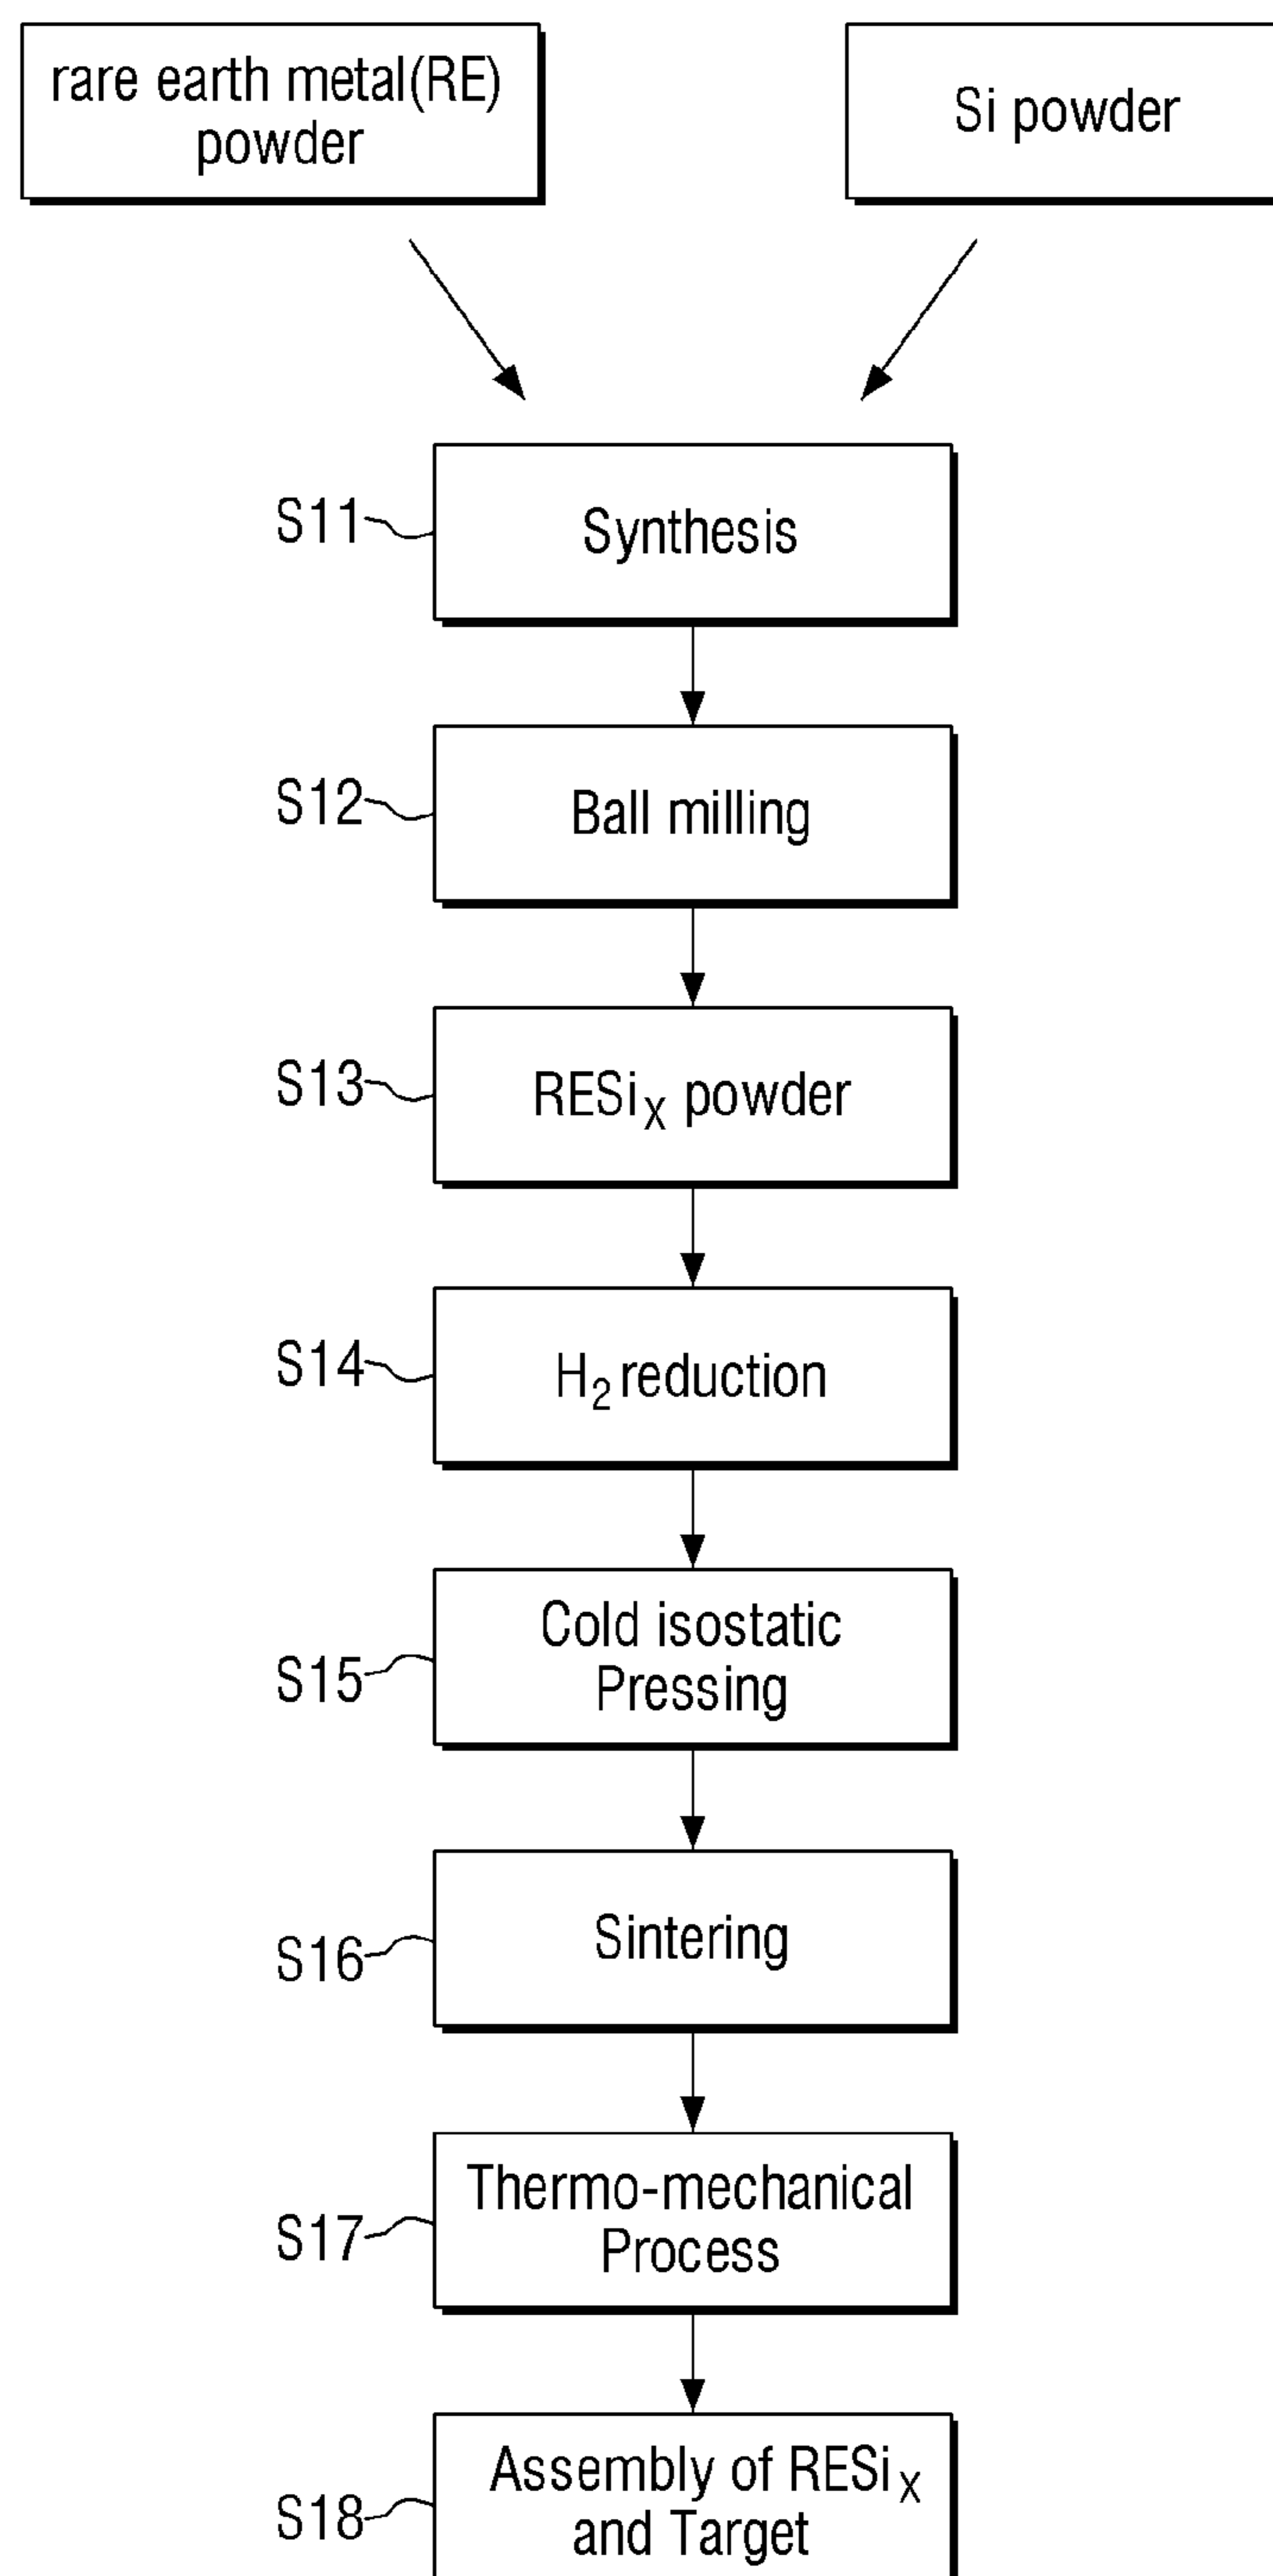 rare earth metal(RE)
powder
Si powder
S11
Synthesis
S12
Ball milling
S13
RESiX powder
S14
H2 reduction
S15
Cold isostatic
Pressing
S16
Sintering
S17
Thermo-mechanical
Process
S18
Assembly of RESiX
and Target